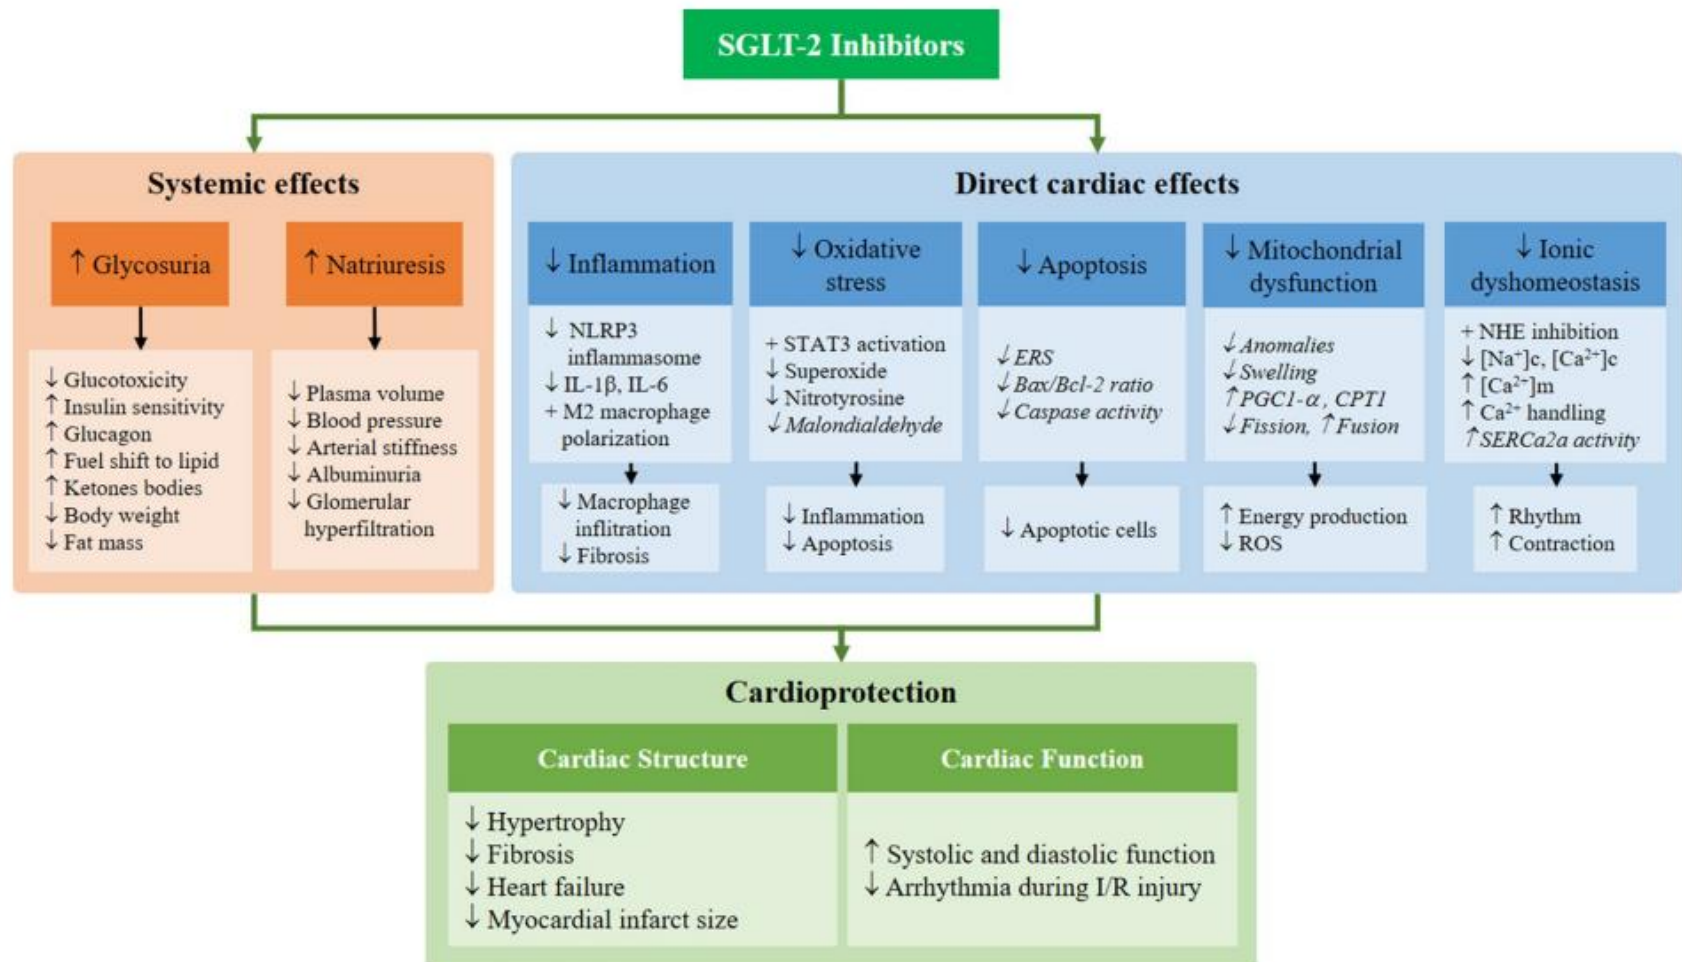 SGLT-2 Inhibitors
Systemic effects
↑ Glycosuria
↓ Glucotoxicity
↑ Insulin sensitivity
↑ Glucagon
↑ Fuel shift to lipid
↑ Ketones bodies
↓ Body weight
↓ Fat mass
↑ Natriuresis
↓ Plasma volume
↓ Blood pressure
↓ Arterial stiffness
↓ Albuminuria
↓ Glomerular
hyperfiltration
Direct cardiac effects
↓ Inflammation
↓ NLRP3
inflammasome
↓ IL-1β, IL-6
+ M2 macrophage
polarization
↓ Macrophage
inflitration
↓ Fibrosis
↓ Oxidative
stress
+ STAT3 activation
↓ Superoxide
↓ Nitrotyrosine
↓ Malondialdehyde
↓ Inflammation
↓ Apoptosis
↓ Apoptosis
↓ ERS
↓ Bax/Bcl-2 ratio
↓ Caspase activity
↓ Apoptotic cells
↓ Mitochondrial
dysfunction
↓ Anomalies
↓ Swelling
↑ PGC1-α, CPT1
↓ Fission, ↑ Fusion
↑ Energy production
↓ ROS
↓ Ionic
dyshomeostasis
+ NHE inhibition
↓ [Na⁺]c, [Ca²⁺]c
↑ [Ca²⁺]m
↑ Ca²⁺ handling
↑ SERCa2a activity
↑ Rhythm
↑ Contraction
Cardioprotection
Cardiac Structure
↓ Hypertrophy
↓ Fibrosis
↓ Heart failure
↓ Myocardial infarct size
Cardiac Function
↑ Systolic and diastolic function
↓ Arrhythmia during I/R injury